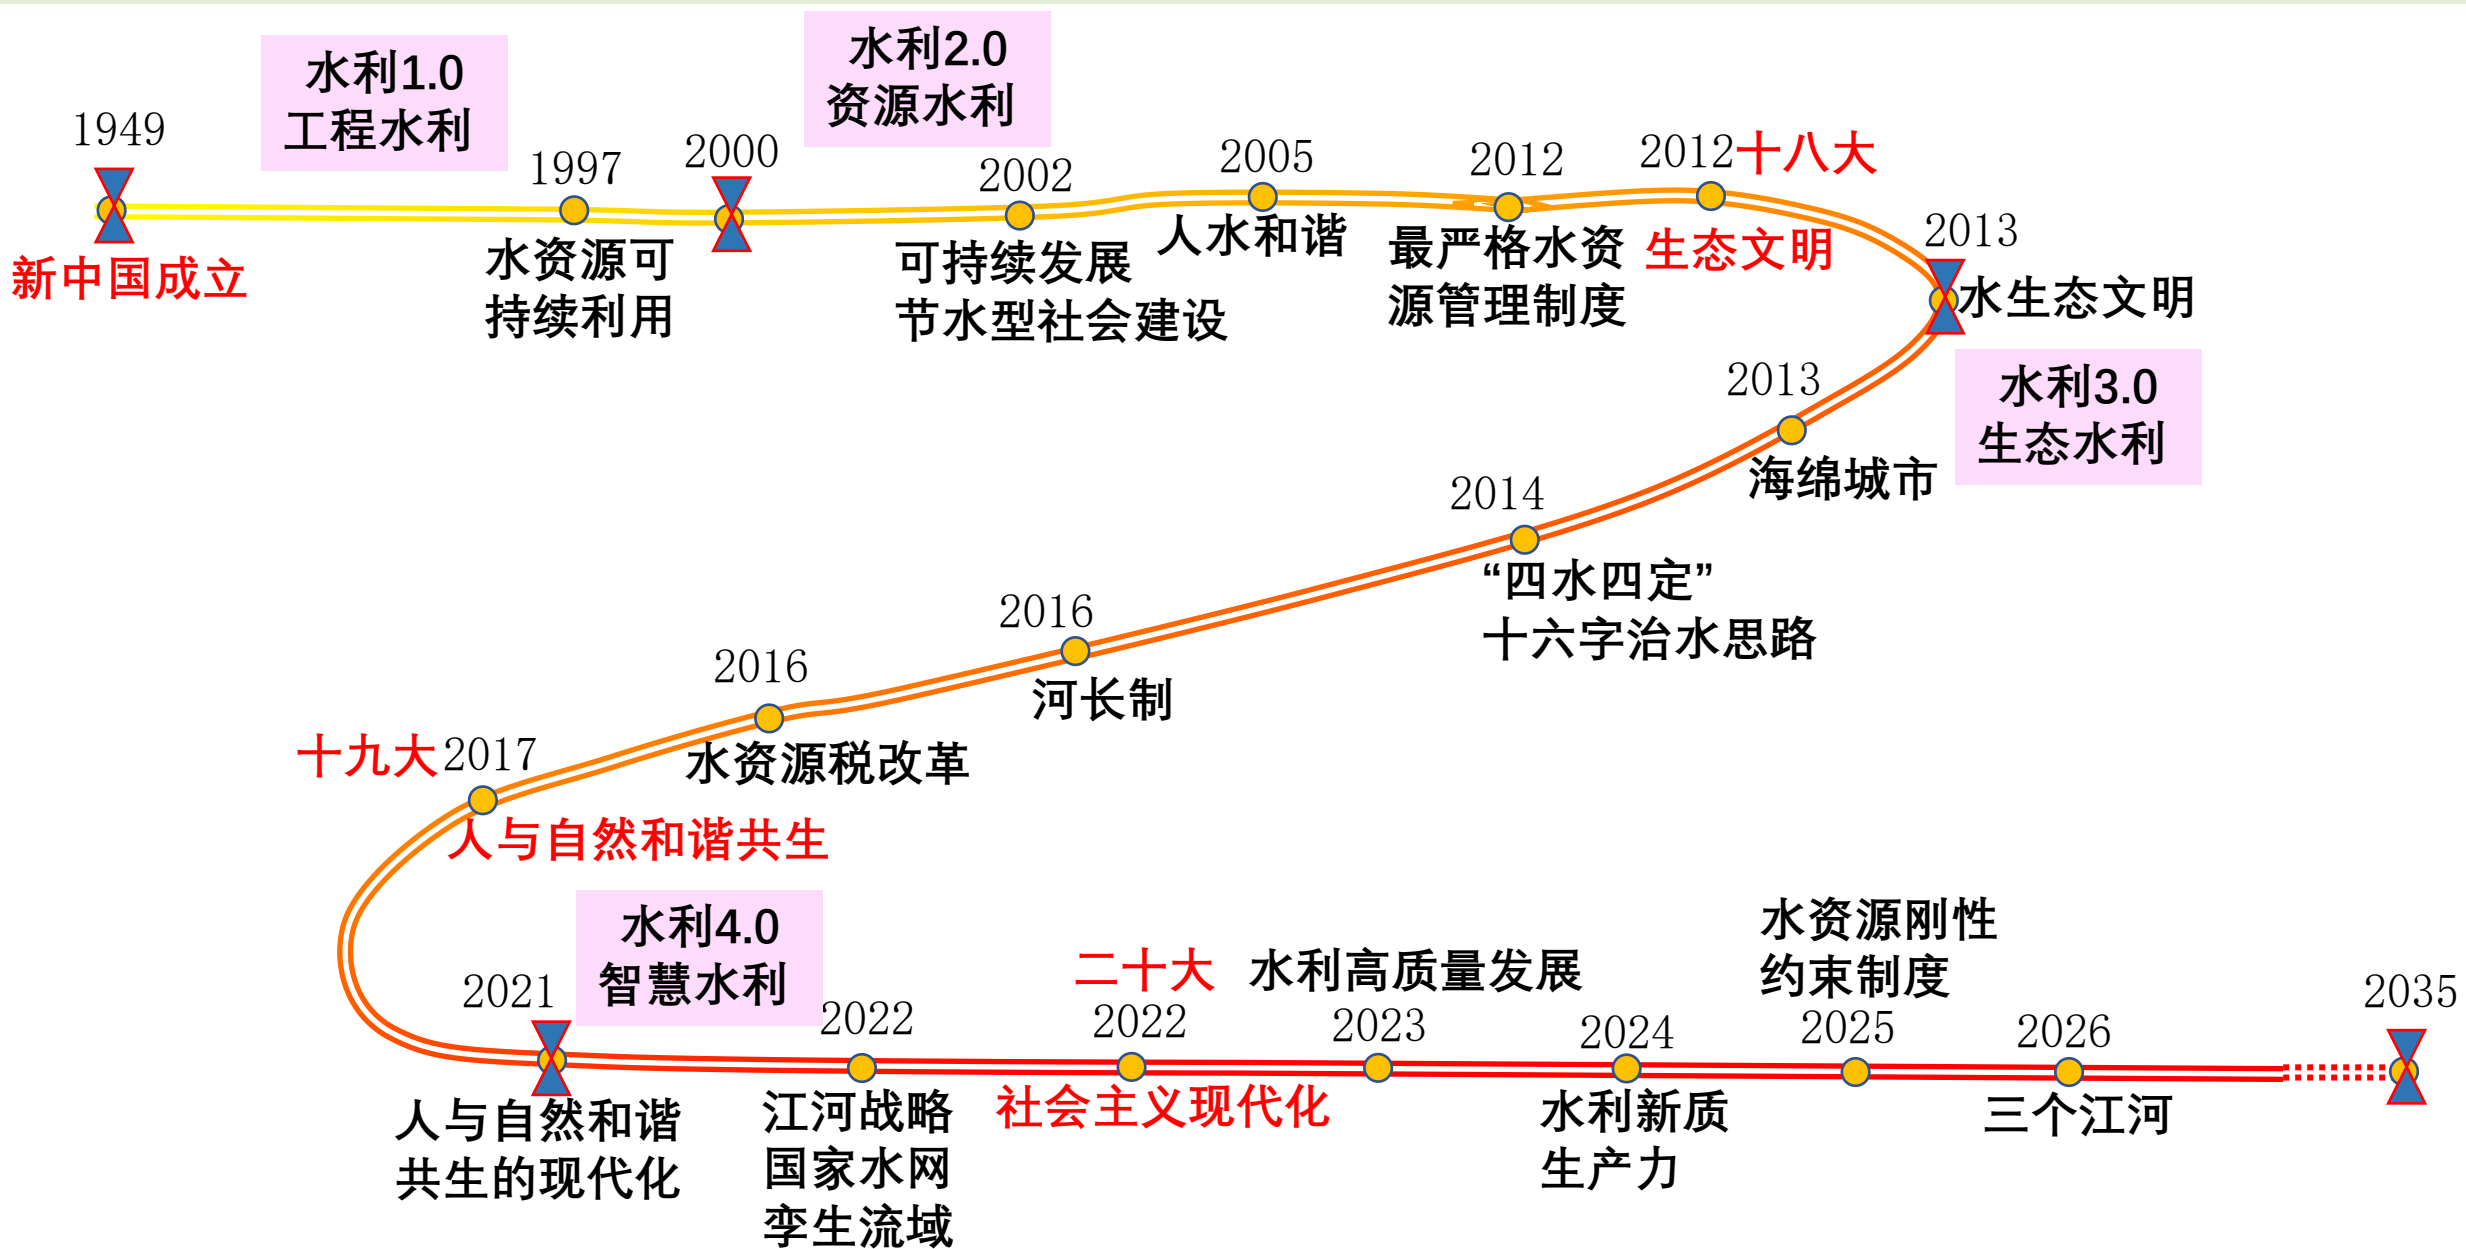 1949
新中国成立
水利1.0
工程水利
1997
水资源可
持续利用
2000
水利2.0
资源水利
2002
可持续发展
节水型社会建设
2005
人水和谐
2012
最严格水资
源管理制度
2012十八大
生态文明
2013
水生态文明
水利3.0
生态水利
2013
海绵城市
2014
“四水四定”
十六字治水思路
2016
河长制
2016
水资源税改革
十九大2017
人与自然和谐共生
水利4.0
智慧水利
2021
人与自然和谐
共生的现代化
2022
江河战略
国家水网
孪生流域
二十大
2022
社会主义现代化
水利高质量发展
2023
2024
水利新质
生产力
水资源刚性
约束制度
2025
2026
三个江河
2035